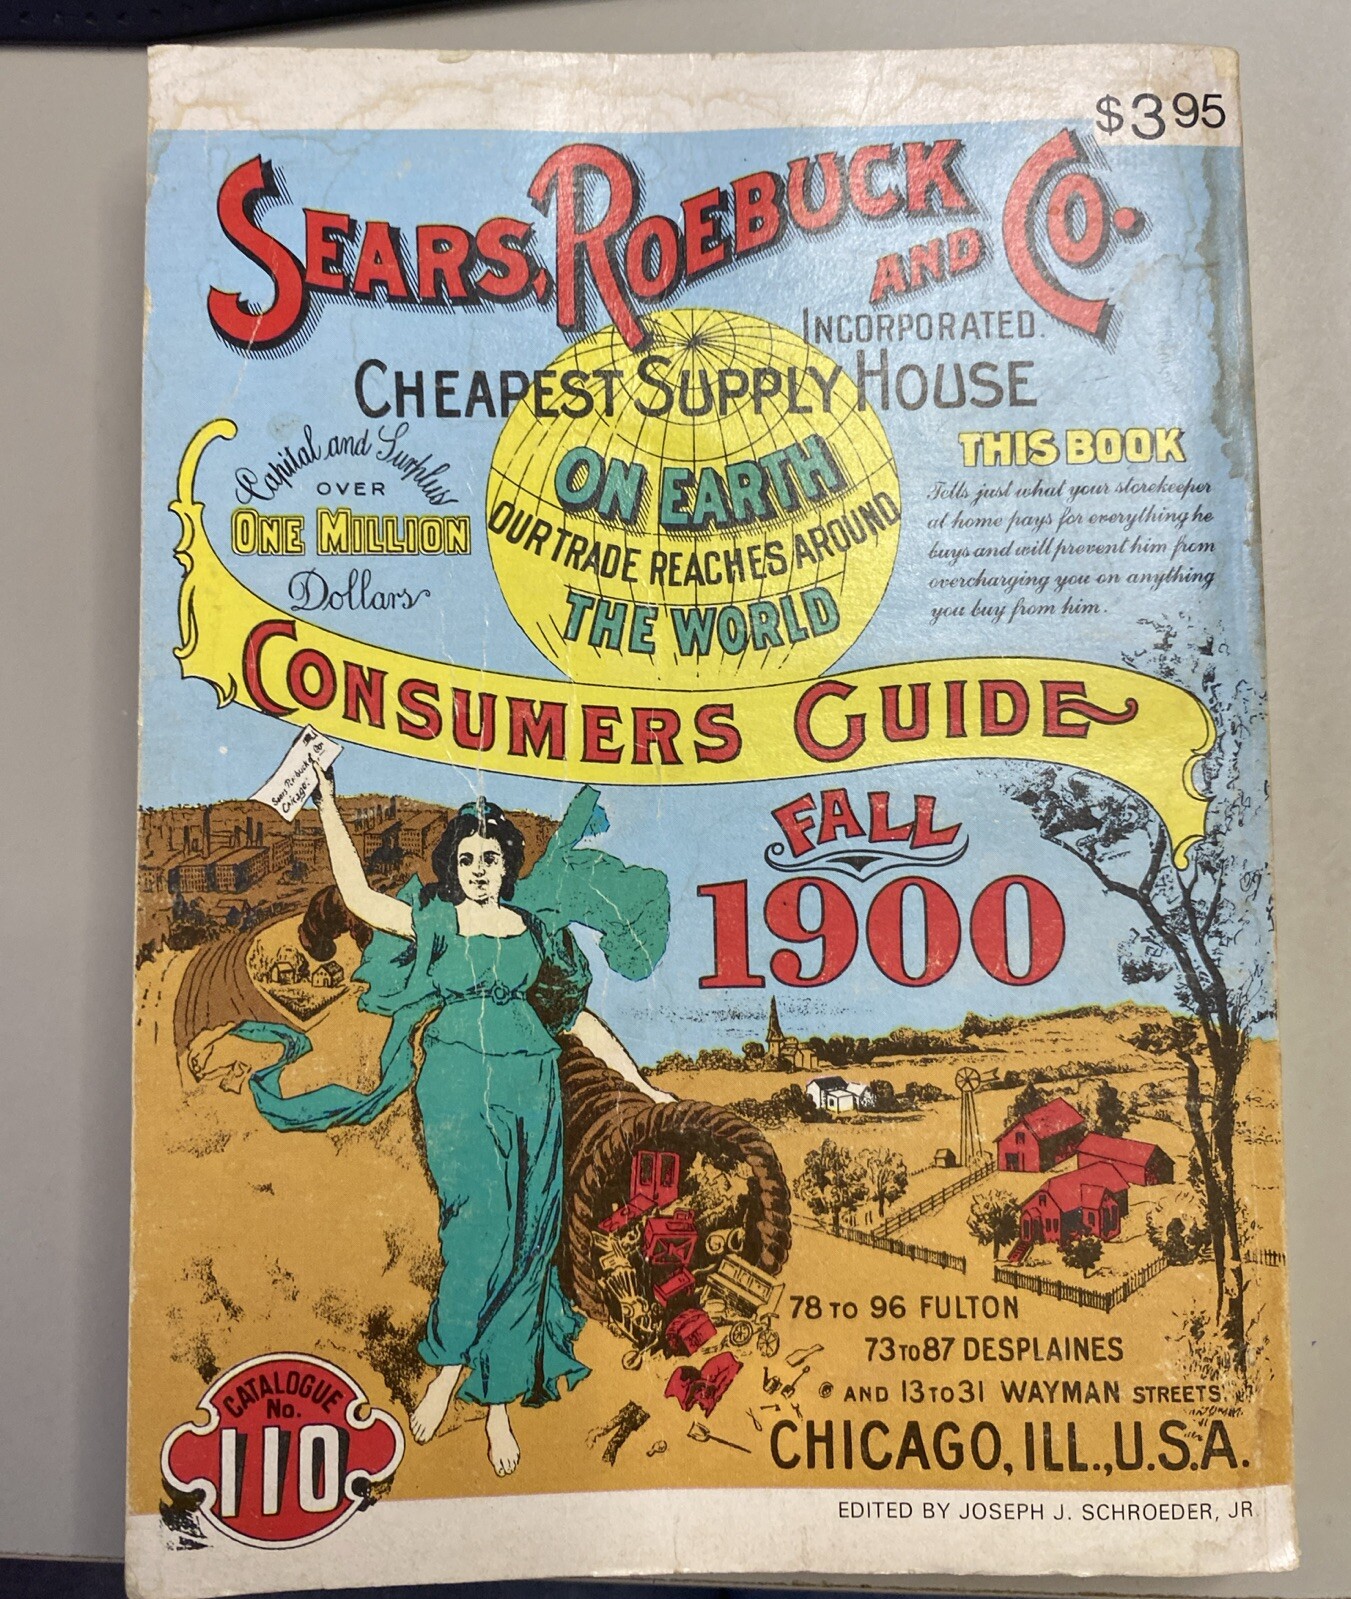 $3.95
SEARS, ROEBUCK AND CO.
INCORPORATED.
CHEAPEST SUPPLY HOUSE
ON EARTH
OUR TRADE REACHES AROUND
THE WORLD
Capital and Surplus
OVER
ONE MILLION
Dollars
THIS BOOK
Tells just what your storekeeper
at home pays for everything he
buys and will prevent him from
overcharging you on anything
you buy from him.
CONSUMERS GUIDE
Sears Roebuck & Co.
Chicago.
FALL
1900
78 TO 96 FULTON
73 TO 87 DESPLAINES
AND 13 TO 31 WAYMAN STREETS.
CHICAGO, ILL., U.S.A.
CATALOGUE
No.
110
EDITED BY JOSEPH J. SCHROEDER, JR